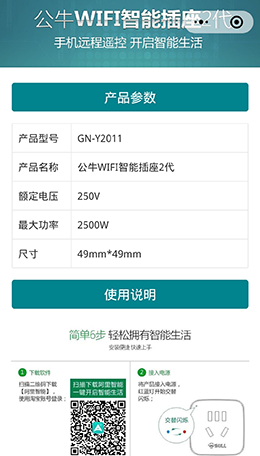 公牛WIFI智能插座2代
手机远程遥控 开启智能生活
产品参数
产品型号 GN-Y2011
产品名称 公牛WIFI智能插座2代
额定电压 250V
最大功率 2500W
尺寸 49mm*49mm
使用说明
简单6步 轻松拥有智能生活
安装便捷 快速上手
1 下载软件
扫描二维码下载
【阿里智能】，
使用淘宝账号登录：
扫描下载阿里智能
一键开启智能生活
2 接入电源
将产品接入电源，
红蓝灯开始交替
闪烁：
交替闪烁
BULL